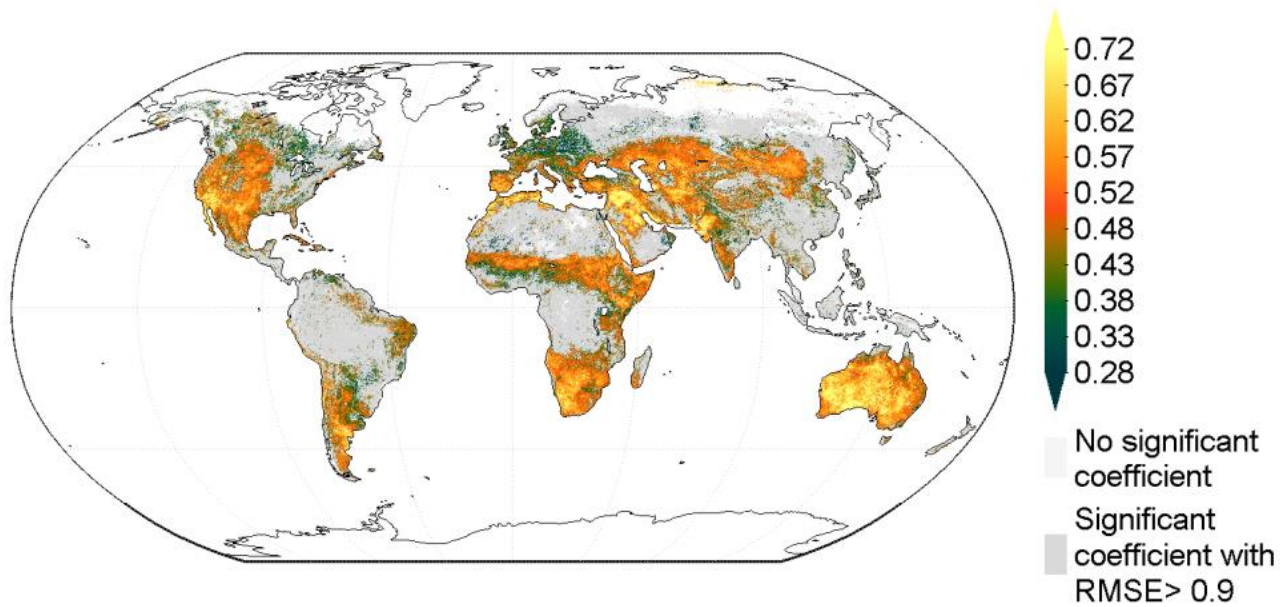 0.72
0.67
0.62
0.57
0.52
0.48
0.43
0.38
0.33
0.28
No significant
coefficient
Significant
coefficient with
RMSE> 0.9